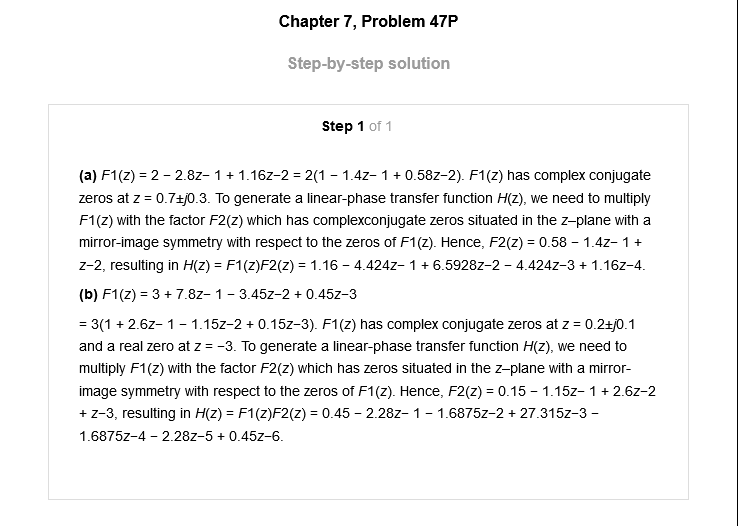 Chapter 7, Problem 47P
Step-by-step solution
Step 1 of 1
(a) F1(z) = 2 − 2.8z− 1 + 1.16z−2 = 2(1 − 1.4z− 1 + 0.58z−2). F1(z) has complex conjugate
zeros at z = 0.7±j0.3. To generate a linear-phase transfer function H(z), we need to multiply
F1(z) with the factor F2(z) which has complexconjugate zeros situated in the z–plane with a
mirror-image symmetry with respect to the zeros of F1(z). Hence, F2(z) = 0.58 − 1.4z− 1 +
z−2, resulting in H(z) = F1(z)F2(z) = 1.16 − 4.424z− 1 + 6.5928z−2 − 4.424z−3 + 1.16z−4.
(b) F1(z) = 3 + 7.8z− 1 − 3.45z−2 + 0.45z−3
= 3(1 + 2.6z− 1 − 1.15z−2 + 0.15z−3). F1(z) has complex conjugate zeros at z = 0.2±j0.1
and a real zero at z = −3. To generate a linear-phase transfer function H(z), we need to
multiply F1(z) with the factor F2(z) which has zeros situated in the z–plane with a mirror-
image symmetry with respect to the zeros of F1(z). Hence, F2(z) = 0.15 − 1.15z− 1 + 2.6z−2
+ z−3, resulting in H(z) = F1(z)F2(z) = 0.45 − 2.28z− 1 − 1.6875z−2 + 27.315z−3 −
1.6875z−4 − 2.28z−5 + 0.45z−6.